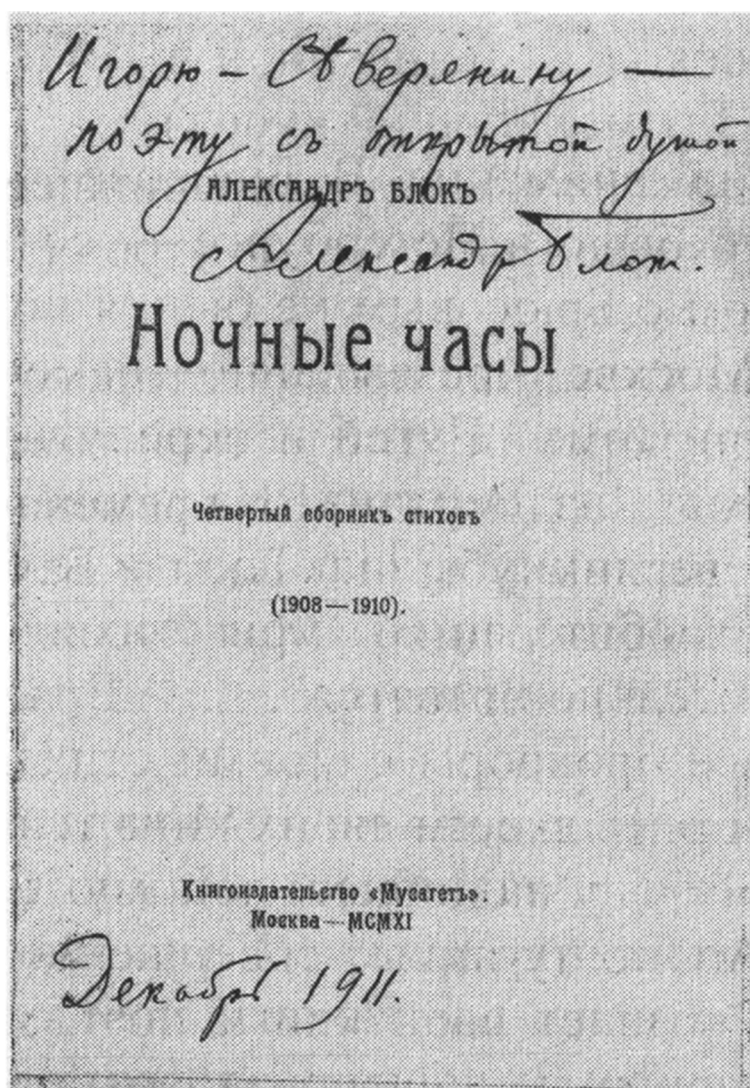 Игорю – Сѣверянину —
поэту съ открытой душой
АЛЕКСАНДРЪ БЛОКЪ
Александр Блок.
Ночные часы
Четвертый сборникъ стиховъ
(1908—1910).
Книгоиздательство «Мусагетъ».
Москва—MCMXI
Декабрь 1911.